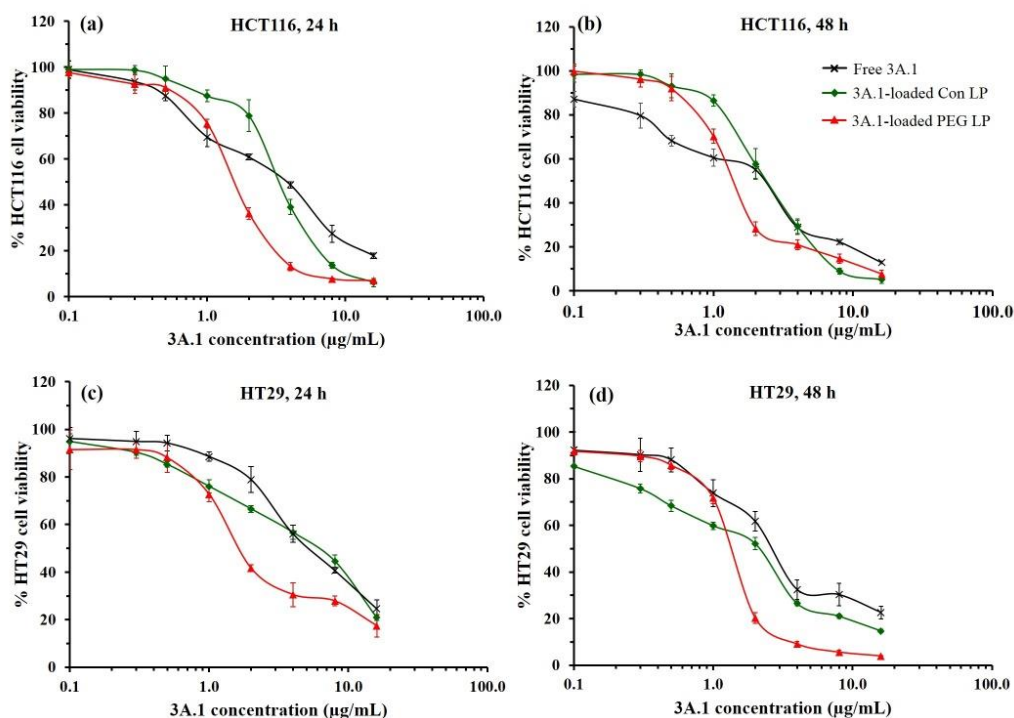 (a)
HCT116, 24 h
% HCT116 cell viability
120
100
80
60
40
20
0
0.1
1.0
10.0
100.0
3A.1 concentration (µg/mL)
(b)
HCT116, 48 h
% HCT116 cell viability
120
100
80
60
40
20
0
0.1
1.0
10.0
100.0
3A.1 concentration (µg/mL)
Free 3A.1
3A.1-loaded Con LP
3A.1-loaded PEG LP
(c)
HT29, 24 h
% HT29 cell viability
120
100
80
60
40
20
0
0.1
1.0
10.0
100.0
3A.1 concentration (µg/mL)
(d)
HT29, 48 h
% HT29 cell viability
120
100
80
60
40
20
0
0.1
1.0
10.0
100.0
3A.1 concentration (µg/mL)